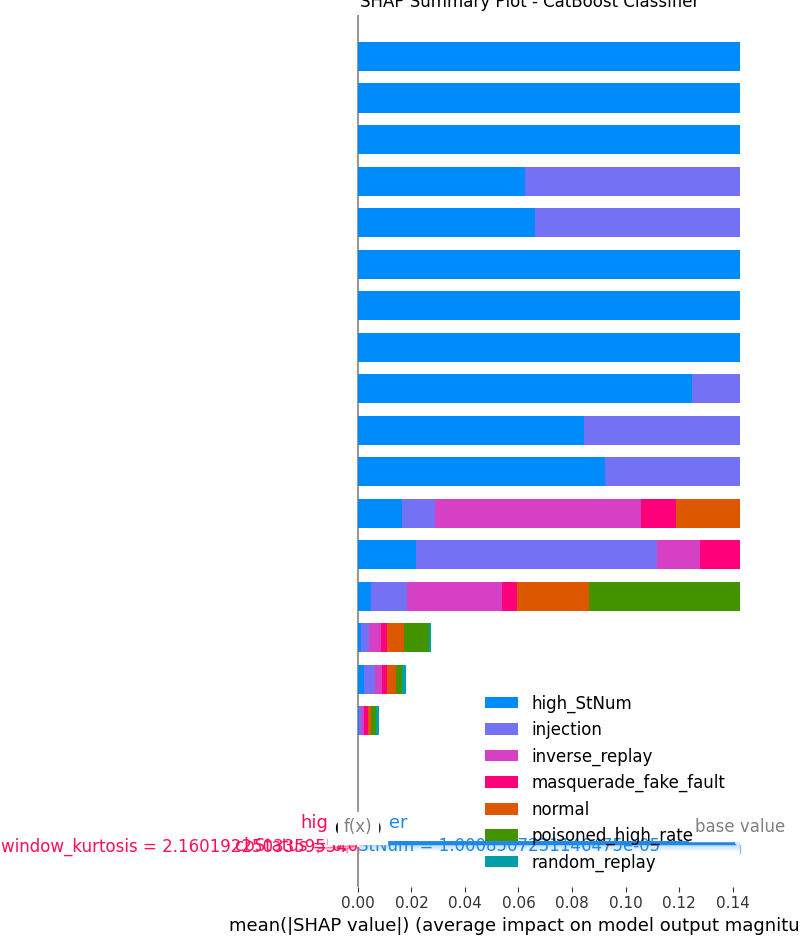 SHAP Summary Plot - CatBoost Classifier
high_StNum
injection
inverse_replay
masquerade_fake_fault
normal
poisoned_high_rate
random_replay
hig
f(x)
er
base value
window_kurtosis =
0.00 0.02 0.04 0.06 0.08 0.10 0.12 0.14
mean(|SHAP value|) (average impact on model output magnitu